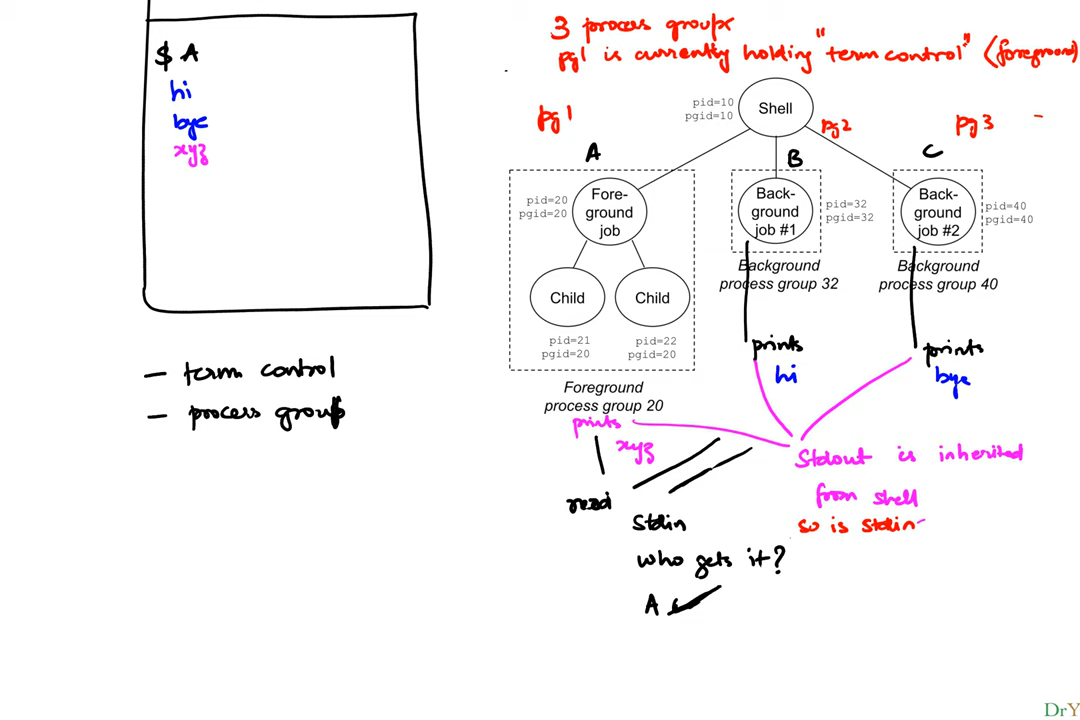 $ A
hi
bye
xyz
- term control
- process group
3 process groups
pg1 is currently holding "term control" (foreground)
pid=10
pgid=10
Shell
pg1
pg2
pg3
A
B
C
pid=20
pgid=20
Fore-
ground
job
Back-
ground
job #1
pid=32
pgid=32
Back-
ground
job #2
pid=40
pgid=40
Background
process group 32
Background
process group 40
Child
Child
pid=21
pgid=20
pid=22
pgid=20
Foreground
process group 20
prints
hi
prints
bye
prints
xyz
read
Stdin
who gets it?
A
Stdout is inherited
from shell
so is stdin
DrY